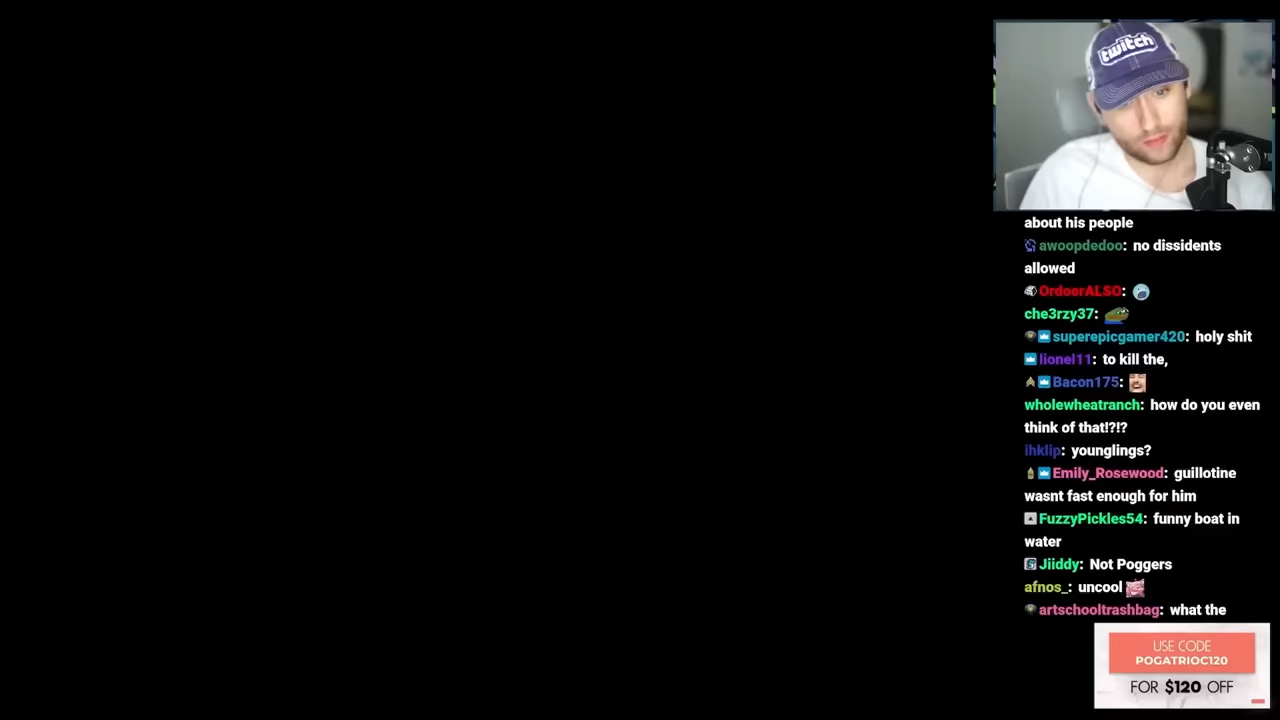 twitch
about his people
awoopdedoo: no dissidents
allowed
OrdoorALSO:
che3rzy37:
superepicgamer420: holy shit
lionel11: to kill the,
Bacon175:
wholewheatranch: how do you even
think of that!?!?
ihklip: younglings?
Emily_Rosewood: guillotine
wasnt fast enough for him
FuzzyPickles54: funny boat in
water
Jiiddy: Not Poggers
afnos_: uncool
artschooltrashbag: what the
USE CODE
POGATRIOC120
FOR $120 OFF